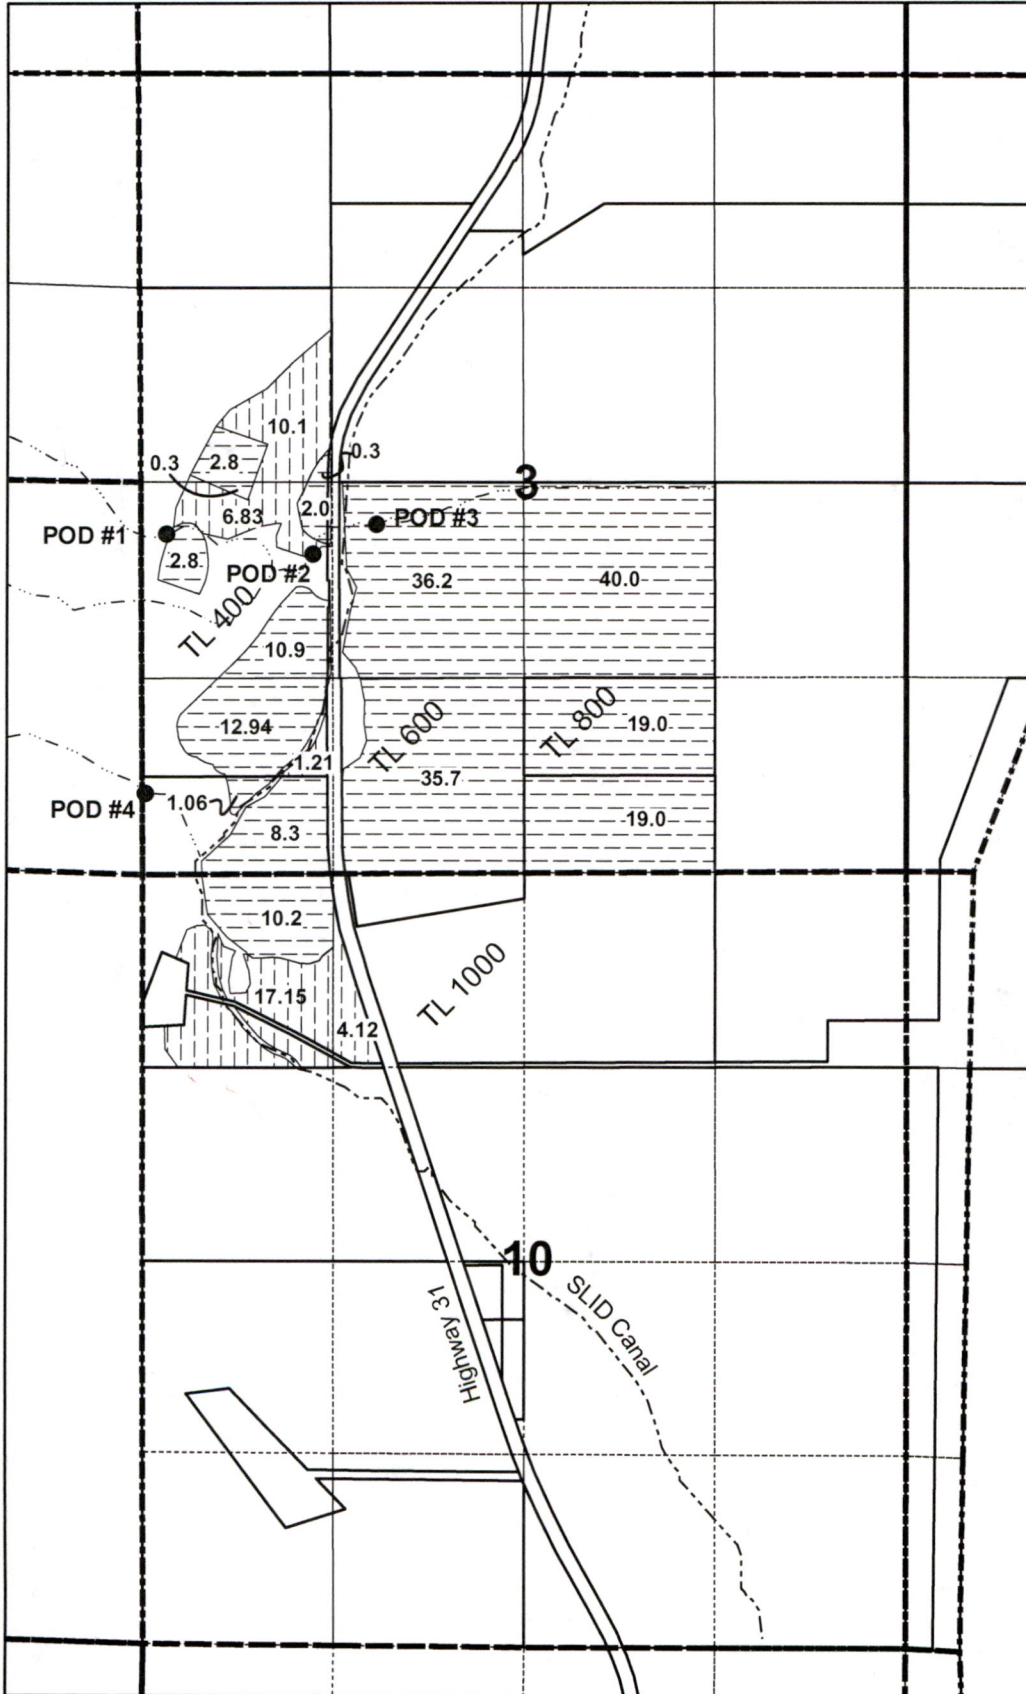 10.1
0.3
2.8
0.3
3
2.0
6.83
POD #3
POD #1
2.8
POD #2
36.2
40.0
TL 400
10.9
12.94
TL 600
TL 800
19.0
1.21
35.7
POD #4
1.06
8.3
19.0
10.2
TL 1000
17.15
4.12
10
SLID Canal
Highway 31